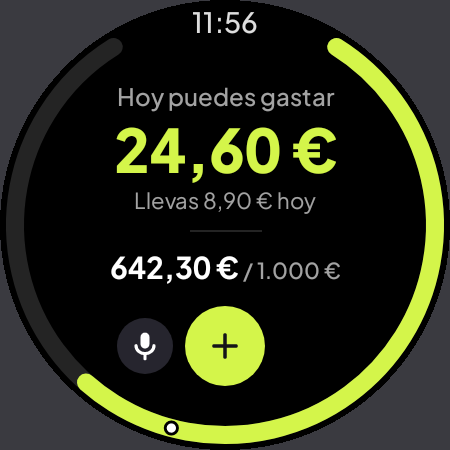 11:56
Hoy puedes gastar
24,60 €
Llevas 8,90 € hoy
642,30 € / 1.000 €